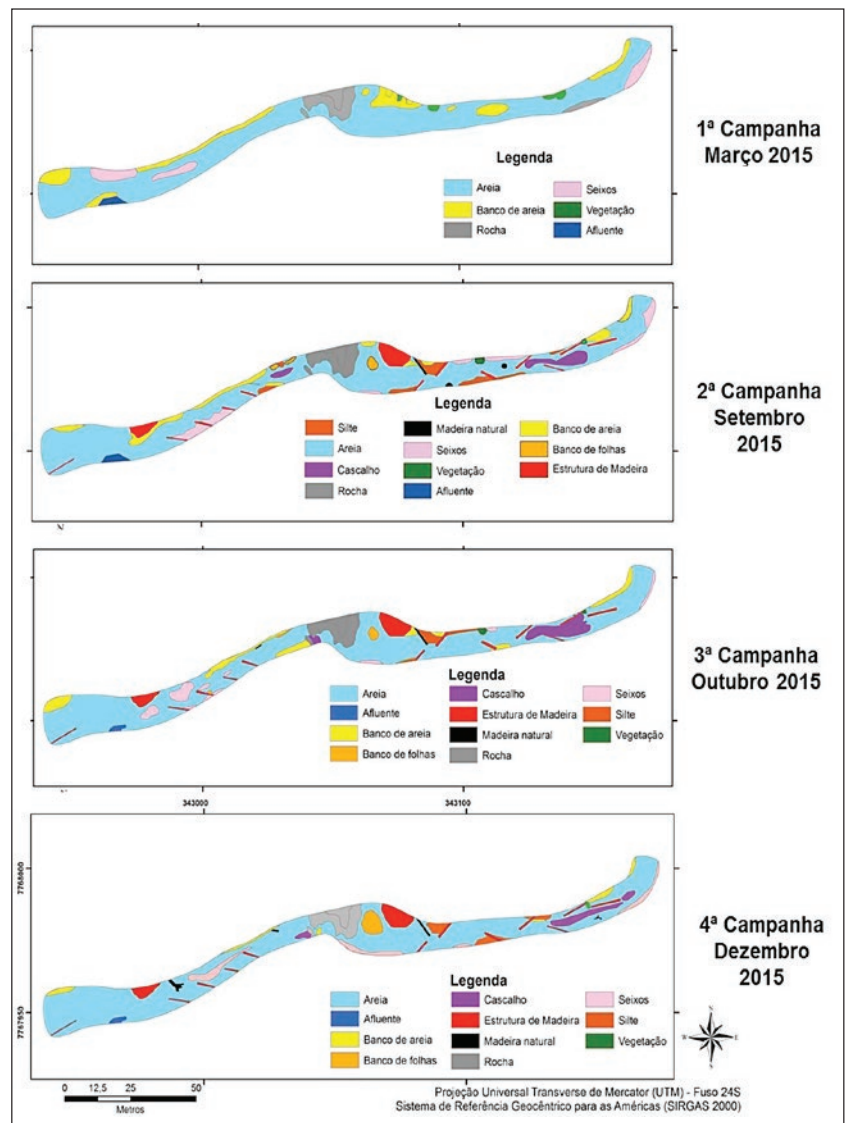 1ª Campanha
Março 2015
Legenda
Areia
Seixos
Banco de areia
Vegetação
Rocha
Afluente
2ª Campanha
Setembro
2015
Legenda
Silte
Madeira natural
Banco de areia
Areia
Seixos
Banco de folhas
Cascalho
Vegetação
Estrutura de Madeira
Rocha
Afluente
3ª Campanha
Outubro 2015
Legenda
Areia
Cascalho
Seixos
Afluente
Estrutura de Madeira
Silte
Banco de areia
Madeira natural
Vegetação
Banco de folhas
Rocha
343000
343100
7768000
7767950
4ª Campanha
Dezembro
2015
Legenda
Areia
Cascalho
Seixos
Afluente
Estrutura de Madeira
Silte
Banco de areia
Madeira natural
Vegetação
Banco de folhas
Rocha
N
W
E
S
0 12,5 25 50
Metros
Projeção Universal Transverse de Mercator (UTM) - Fuso 24S
Sistema de Referência Geocêntrico para as Américas (SIRGAS 2000)